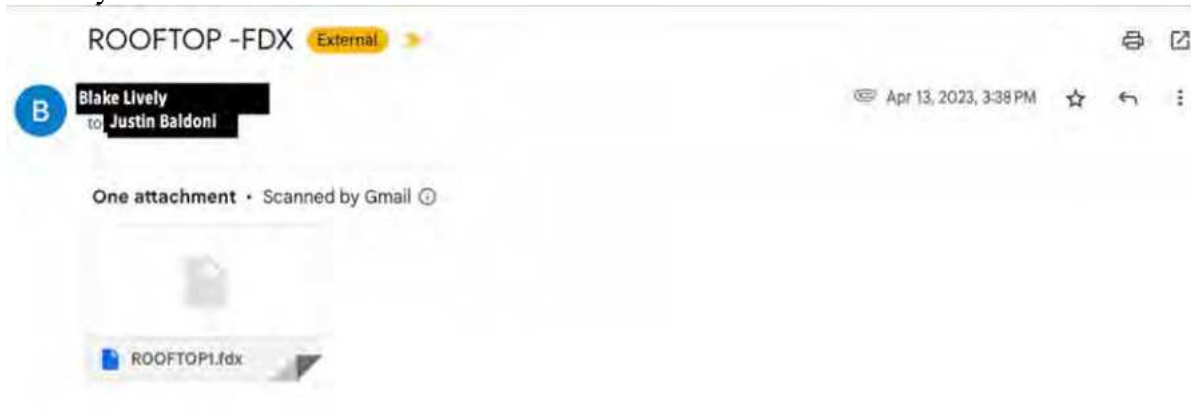 ROOFTOP -FDX External
B
Blake Lively
to Justin Baldoni
Apr 13, 2023, 3:38 PM
One attachment • Scanned by Gmail
ROOFTOP1.fdx